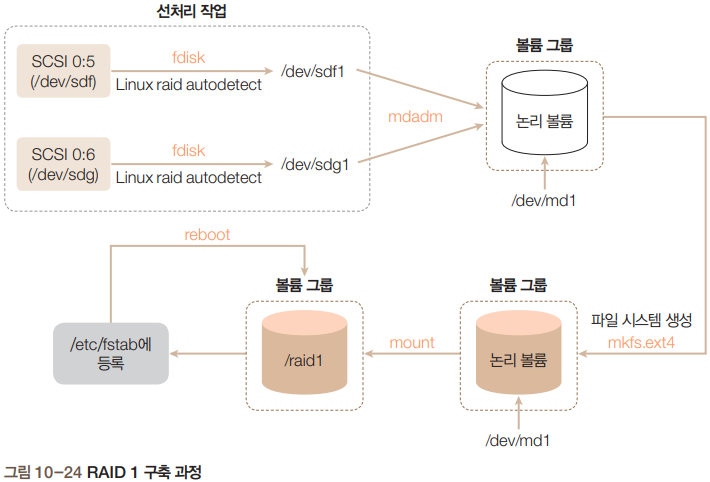 선처리 작업
SCSI 0:5
(/dev/sdf)
fdisk
Linux raid autodetect
/dev/sdf1
SCSI 0:6
(/dev/sdg)
fdisk
Linux raid autodetect
/dev/sdg1
mdadm
볼륨 그룹
논리 볼륨
/dev/md1
파일 시스템 생성
mkfs.ext4
볼륨 그룹
논리 볼륨
/dev/md1
mount
볼륨 그룹
/raid1
/etc/fstab에
등록
reboot
그림 10-24 RAID 1 구축 과정